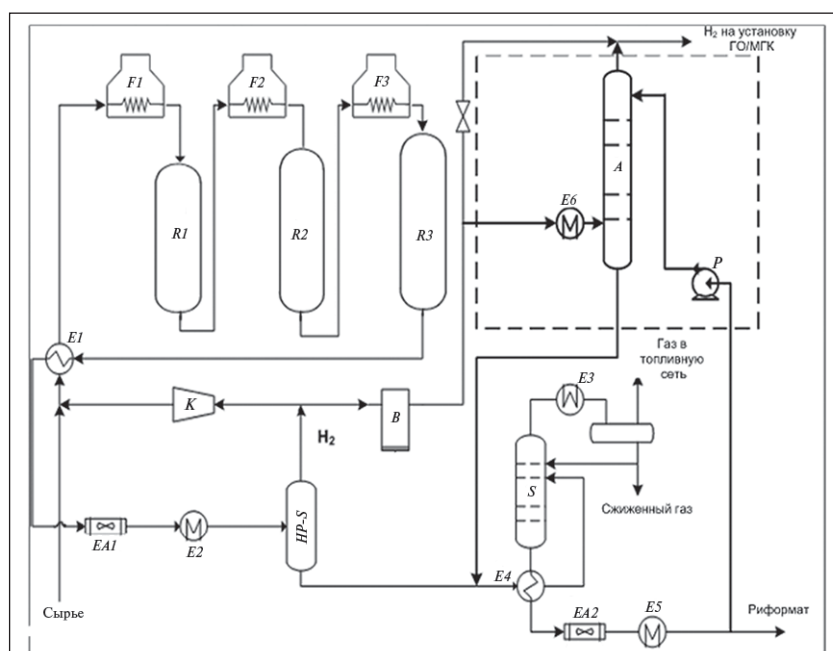 H₂ на установку
ГО/МГК
F1
F2
F3
R1
R2
R3
A
E6
P
E1
Газ в
топливную
сеть
K
B
E3
H₂
HP-S
S
Сжиженный газ
EA1
E2
E4
EA2
E5
Сырье
Риформат